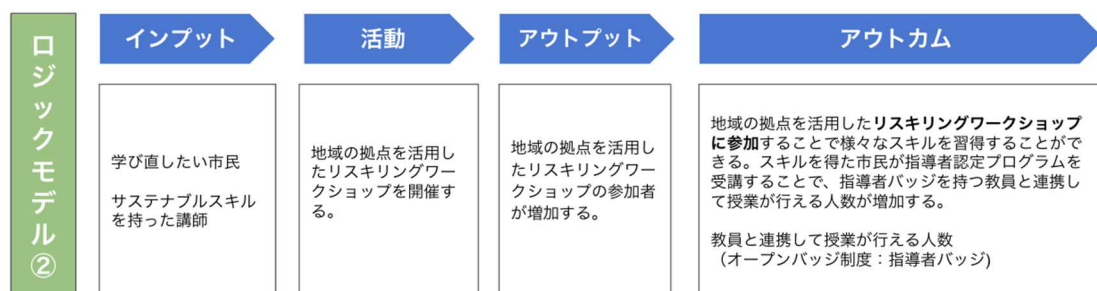 ロジックモデル②
インプット
活動
アウトプット
アウトカム
学び直したい市民
サステナブルスキル
を持った講師
地域の拠点を活用し
たリスキリングワー
クショップを開催す
る。
地域の拠点を活用し
たリスキリングワー
クショップの参加者
が増加する。
地域の拠点を活用したリスキリングワークショップ
に参加することで様々なスキルを習得することがで
きる。スキルを得た市民が指導者認定プログラムを
受講することで、指導者バッジを持つ教員と連携し
て授業が行える人数が増加する。
教員と連携して授業が行える人数
（オープンバッジ制度：指導者バッジ)